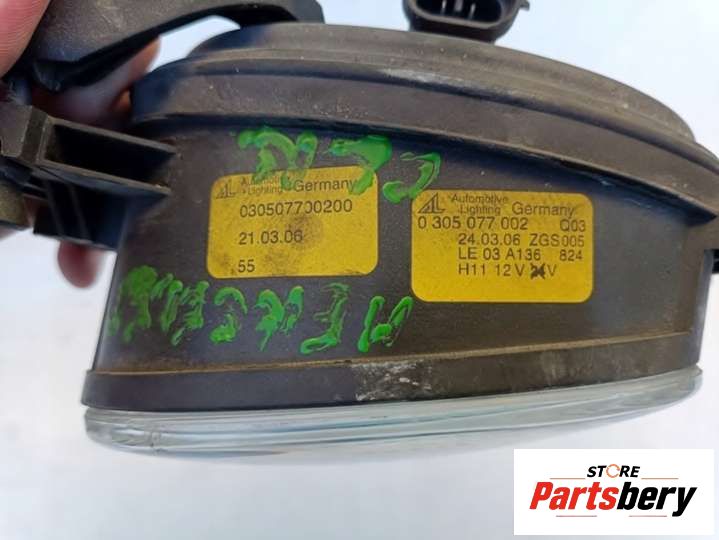 Automotive
Lighting Germany
030507700200
21.03.06
55
Automotive
Lighting Germany
0 305 077 002 Q03
24.03.06 ZGS 005
LE 03 A136 824
H11 12 V V
MERCEDES
STORE
Partsbery